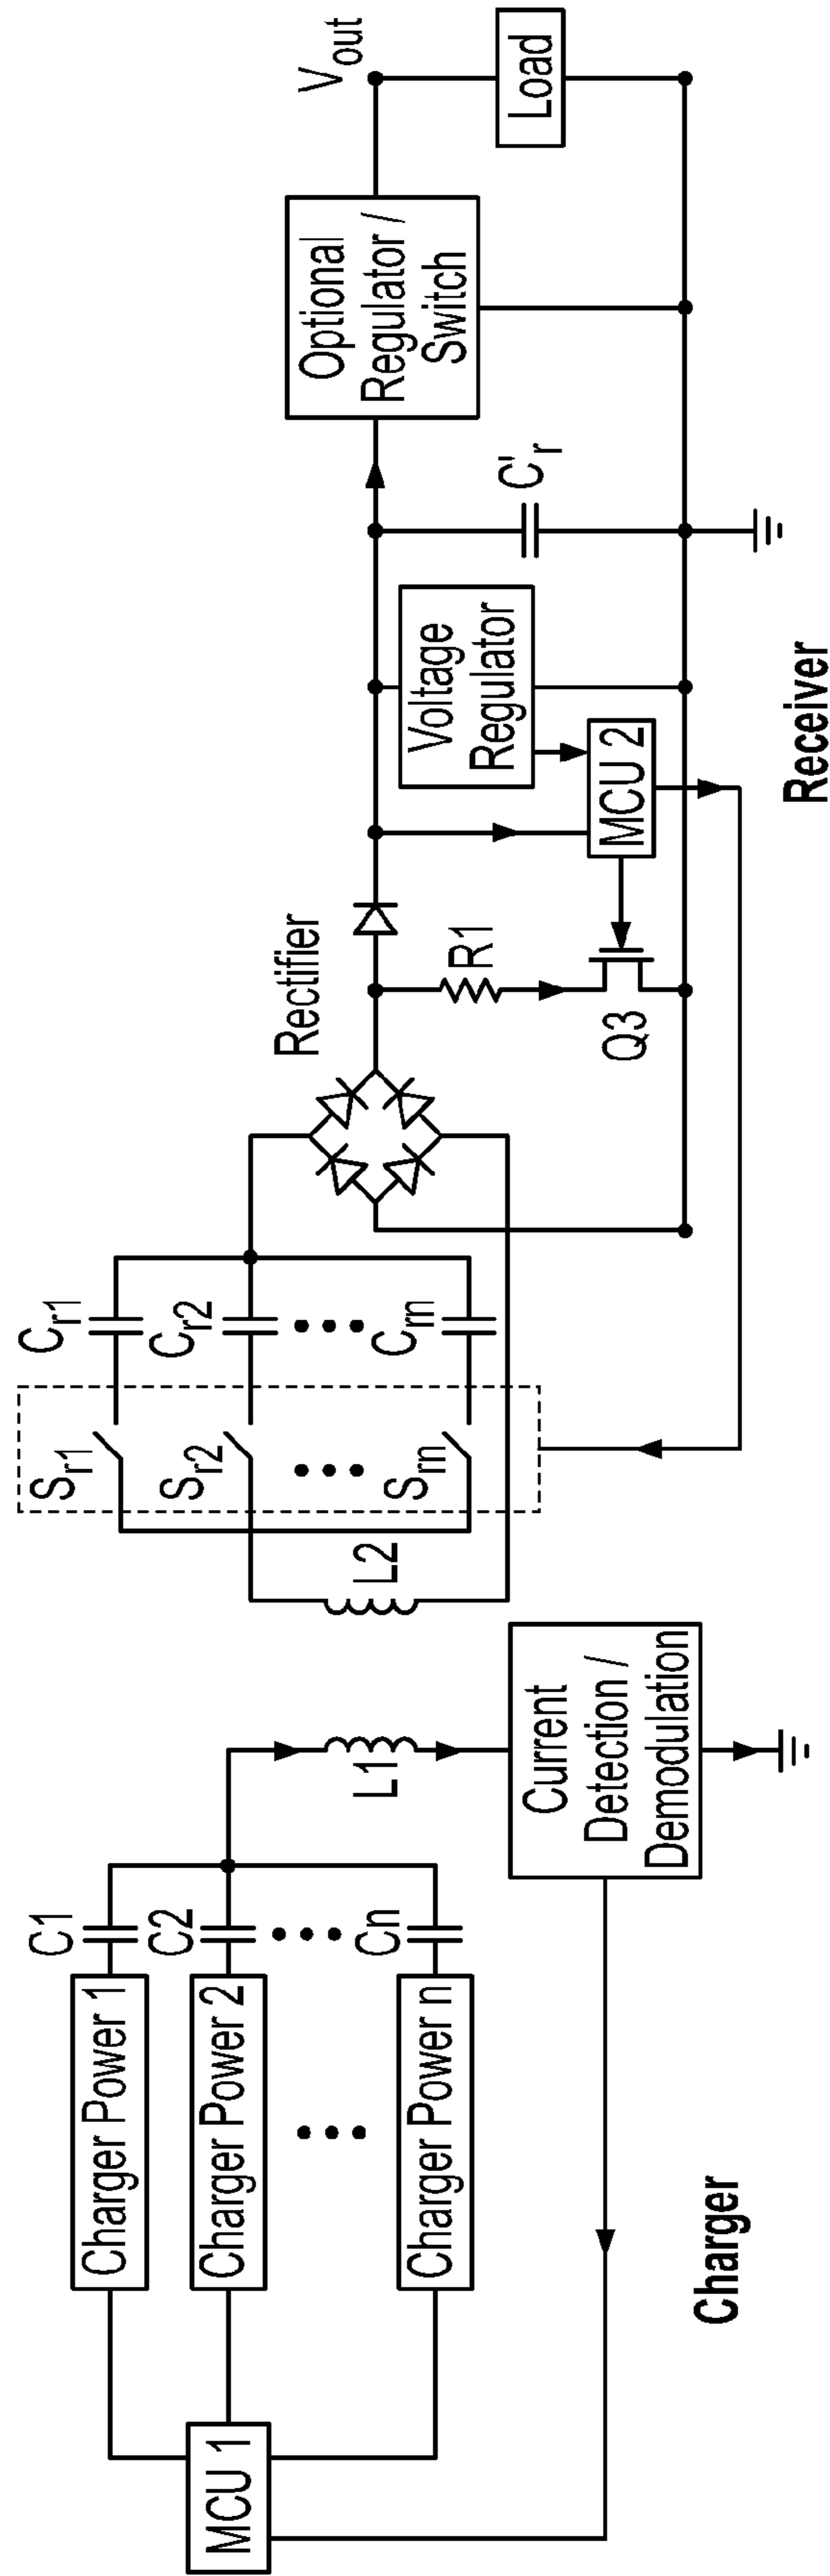 MCU 1
Charger Power 1
Charger Power 2
Charger Power n
C1
C2
Cn
L1
Current
Detection /
Demodulation
Charger
L2
Sr1
Sr2
Srn
Cr1
Cr2
Crn
Rectifier
R1
Q3
MCU 2
Voltage
Regulator
C'r
Optional
Regulator /
Switch
Vout
Load
Receiver